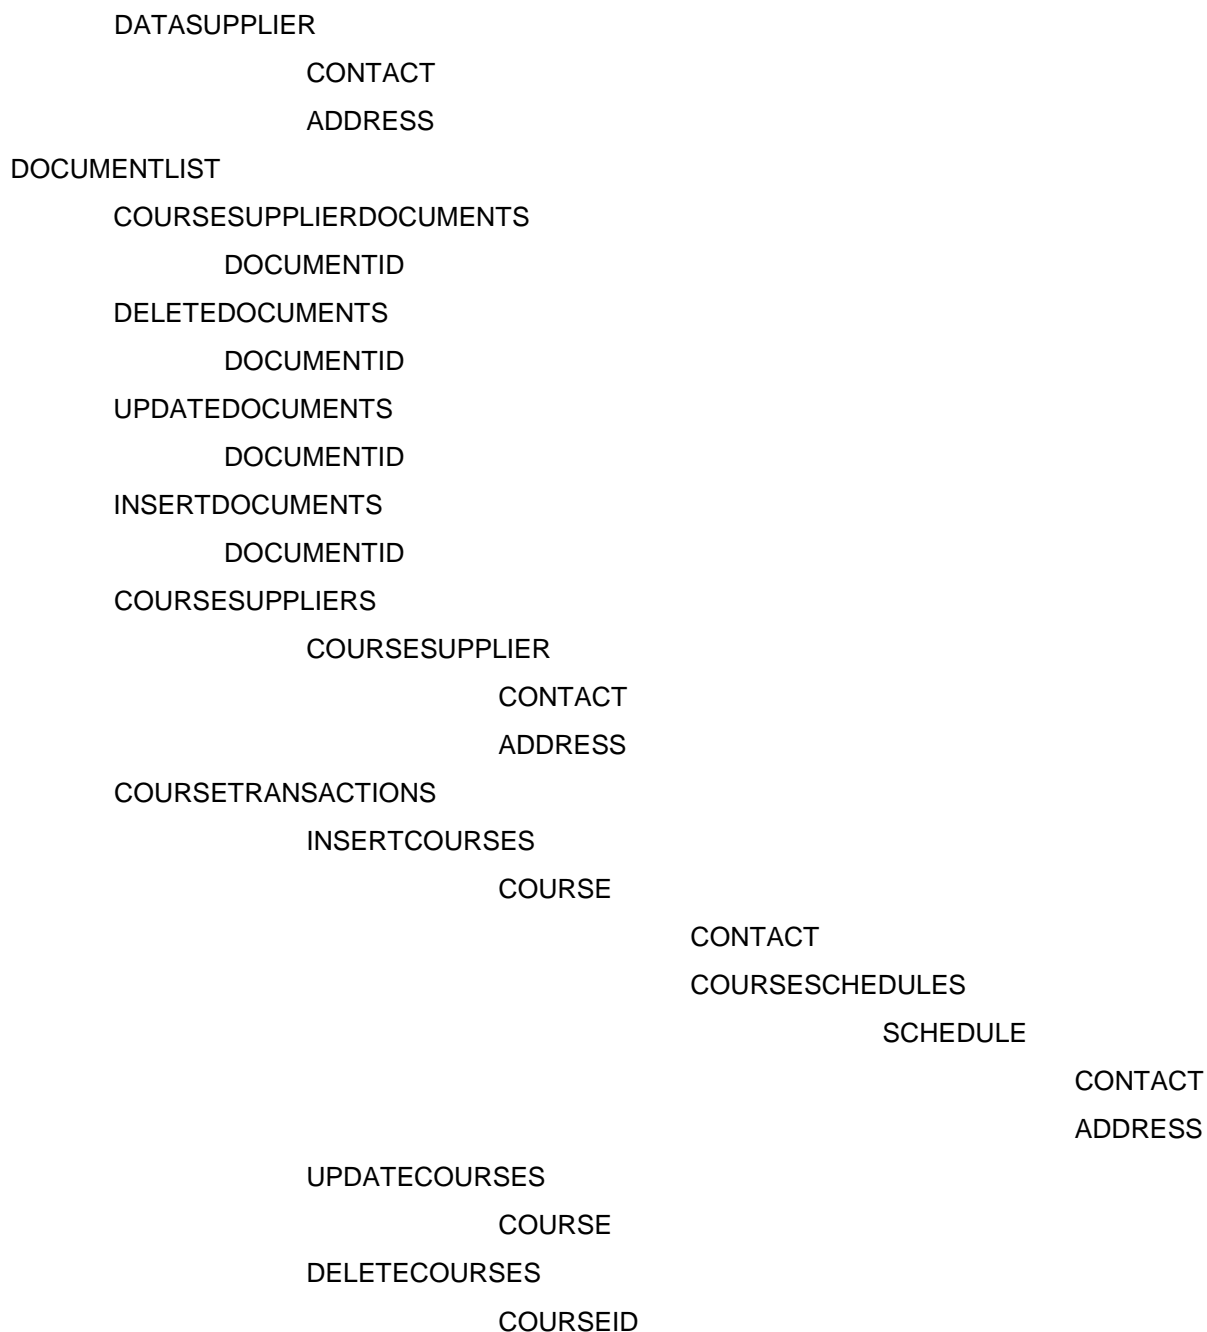 DATASUPPLIER
CONTACT
ADDRESS
DOCUMENTLIST
COURSESUPPLIERDOCUMENTS
DOCUMENTID
DELETEDOCUMENTS
DOCUMENTID
UPDATEDOCUMENTS
DOCUMENTID
INSERTDOCUMENTS
DOCUMENTID
COURSESUPPLIERS
COURSESUPPLIER
CONTACT
ADDRESS
COURSETRANSACTIONS
INSERTCOURSES
COURSE
CONTACT
COURSESCHEDULES
SCHEDULE
CONTACT
ADDRESS
UPDATECOURSES
COURSE
DELETECOURSES
COURSEID